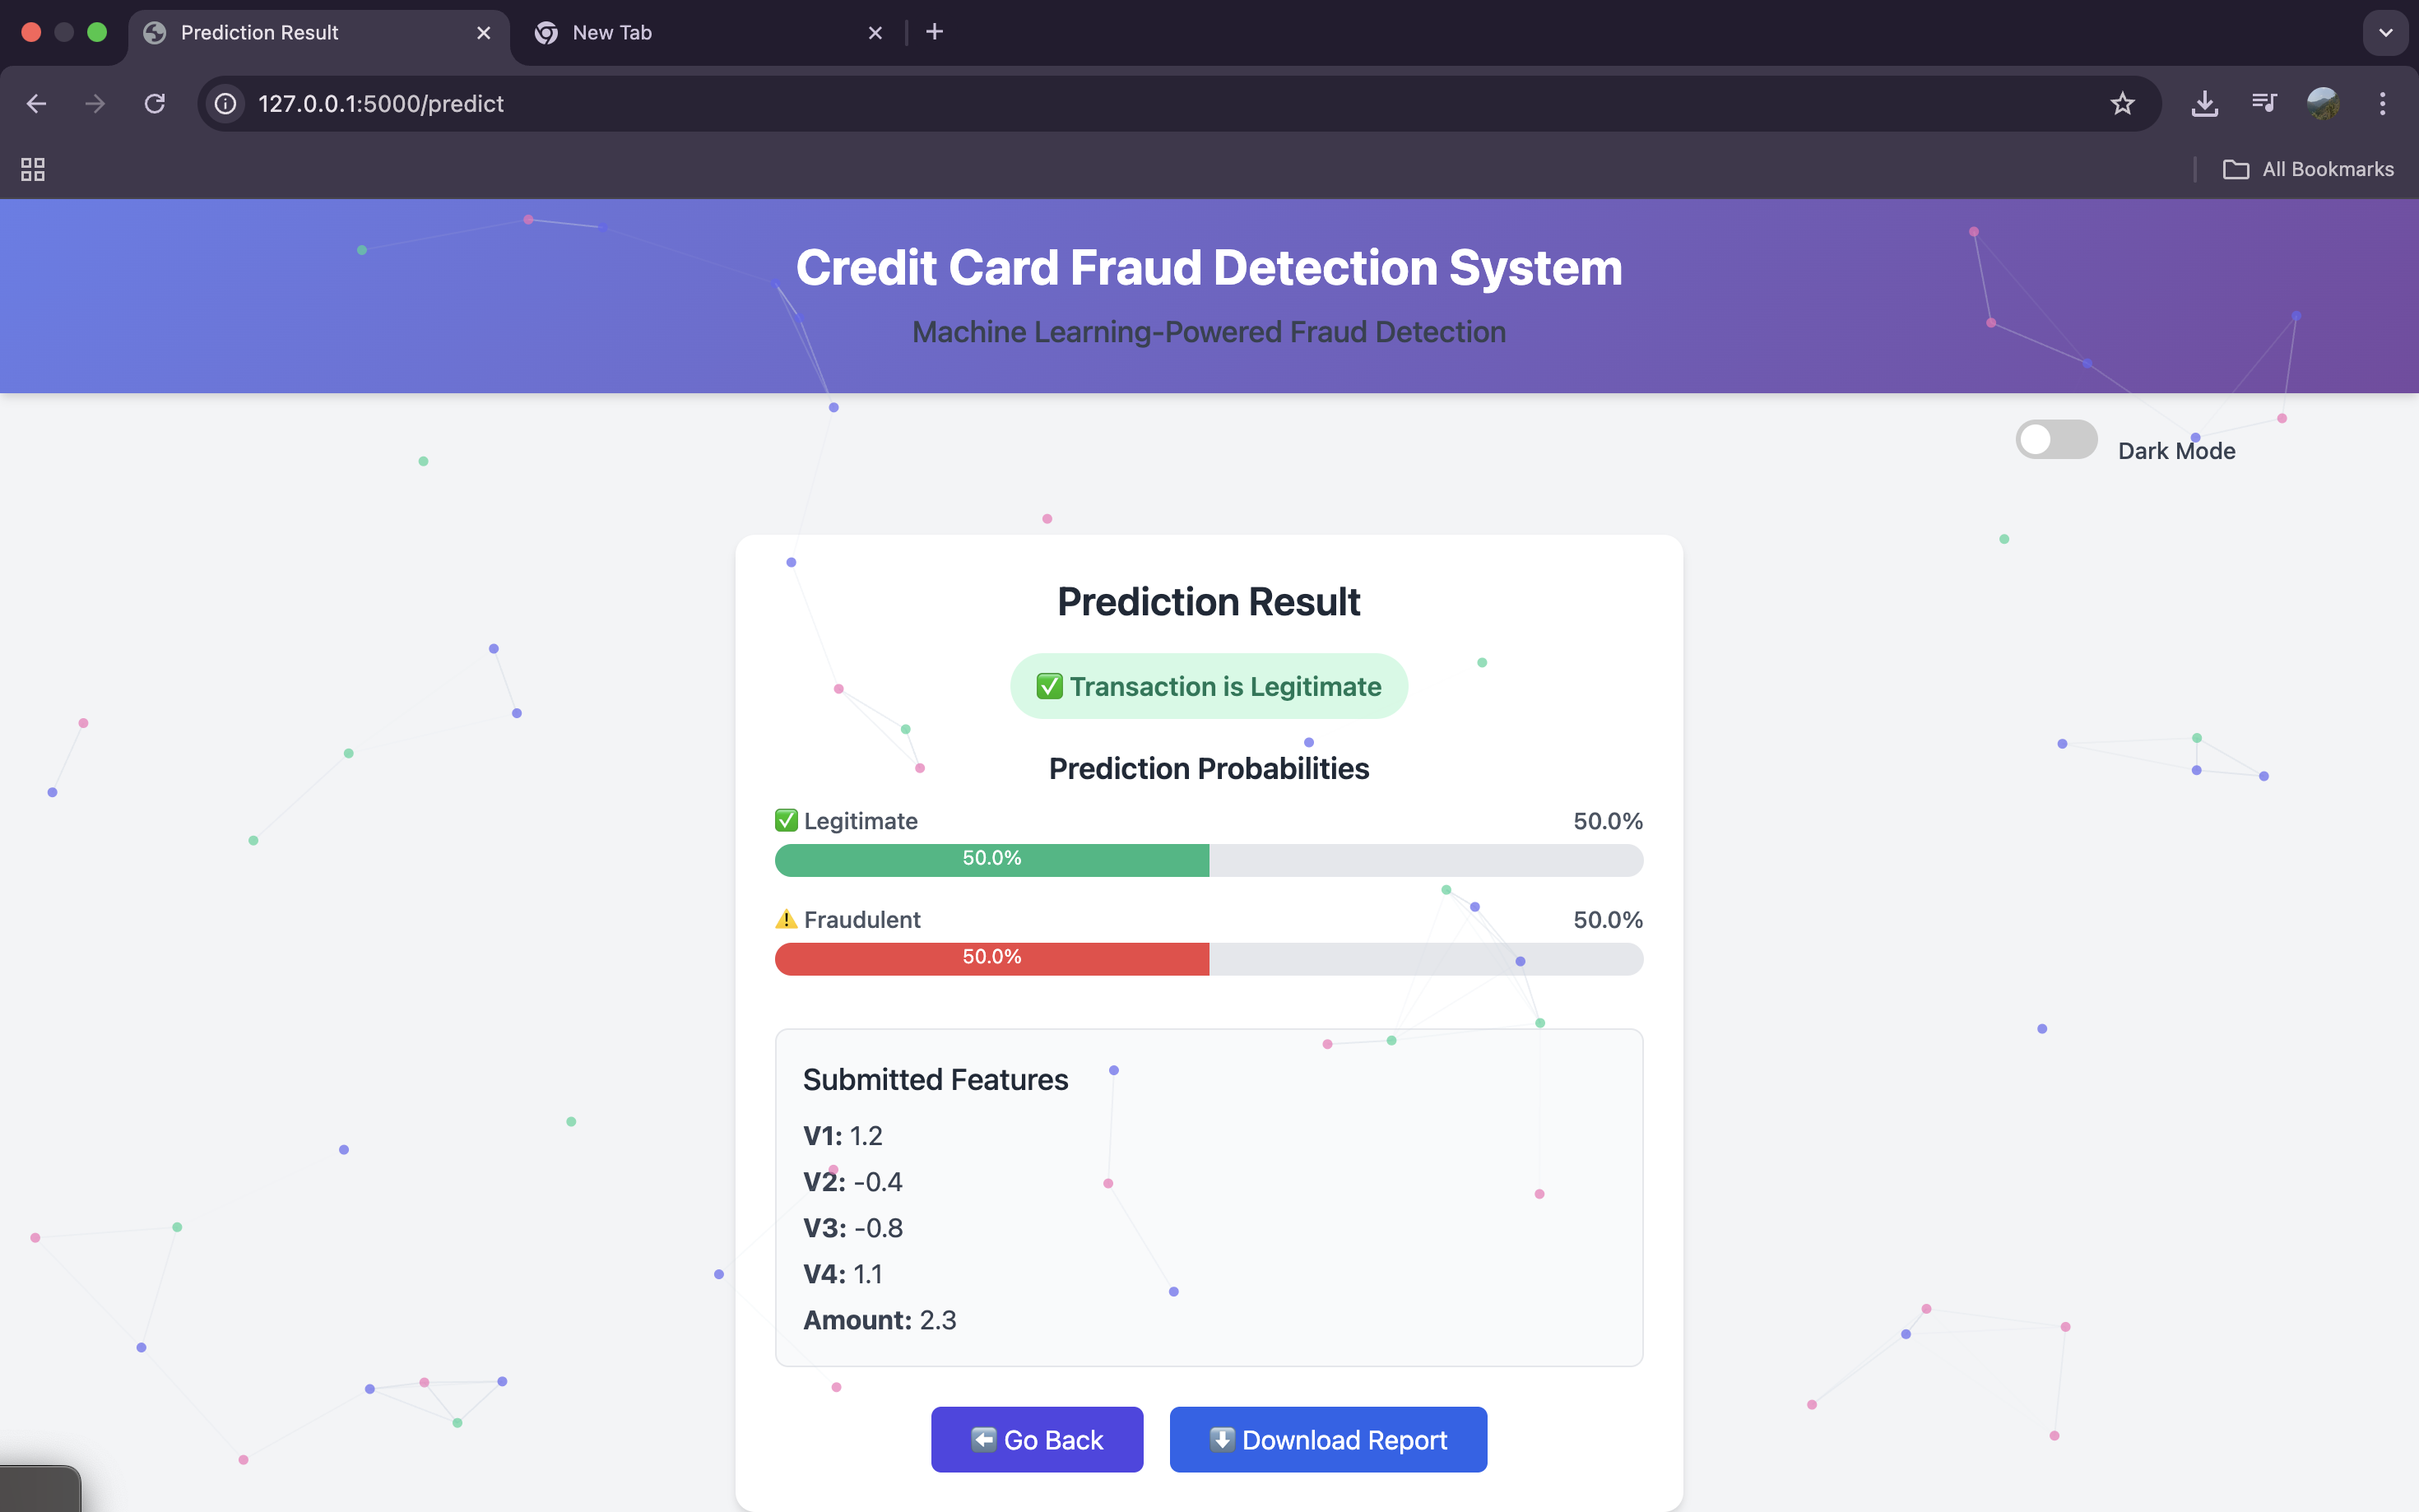 Prediction Result
New Tab
127.0.0.1:5000/predict
All Bookmarks
Credit Card Fraud Detection System
Machine Learning-Powered Fraud Detection
Dark Mode
Prediction Result
✅ Transaction is Legitimate
Prediction Probabilities
✅ Legitimate 50.0%
50.0%
⚠️ Fraudulent 50.0%
50.0%
Submitted Features
V1: 1.2
V2: -0.4
V3: -0.8
V4: 1.1
Amount: 2.3
⬅️ Go Back
⬇️ Download Report